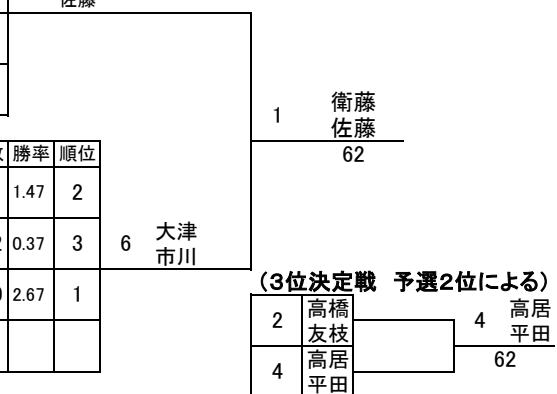 佐藤
1 衛藤
佐藤
62
勝率 順位
1.47 2
0.37 3
2.67 1
6 大津
市川
(3位決定戦 予選2位による)
2 高橋
友枝
4 高居
平田
4 高居
平田
62